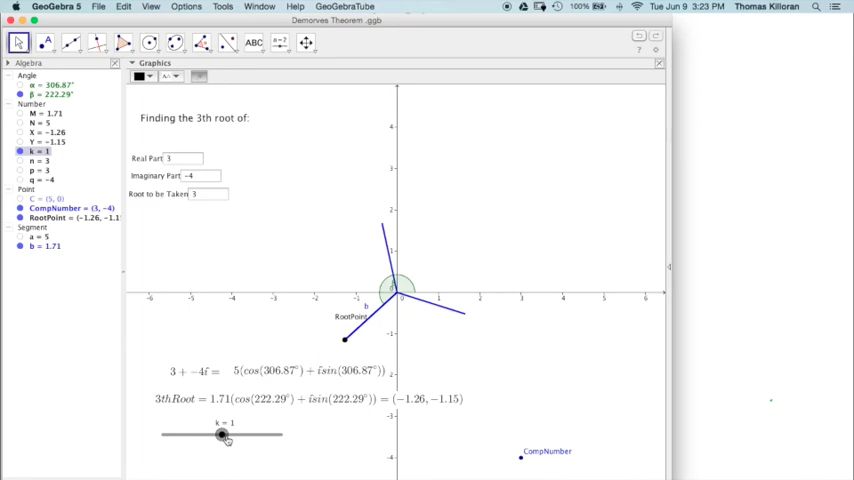 GeoGebra 5 File Edit View Options Tools Window Help GeoGebraTube 100% Tue Jun 9 3:23 PM Thomas Killoran
Demorves Theorem .ggb
ABC
a=2
Algebra
Graphics
Angle
α = 306.87°
β = 222.29°
Number
M = 1.71
N = 5
X = −1.26
Y = −1.15
k = 1
n = 3
p = 3
q = −4
Point
C = (5, 0)
CompNumber = (3, −4)
RootPoint = (−1.26, −1.1
Segment
a = 5
b = 1.71
Finding the 3th root of:
Real Part 3
Imaginary Part −4
Root to be Taken 3
4
3
2
1
−6 −5 −4 −3 −2 −1 0 1 2 3 4 5 6
b
RootPoint
−1
−2
−3
−4
3 + −4î = 5(cos(306.87°) + îsin(306.87°))
3thRoot = 1.71(cos(222.29°) + îsin(222.29°)) = (−1.26, −1.15)
k = 1
CompNumber